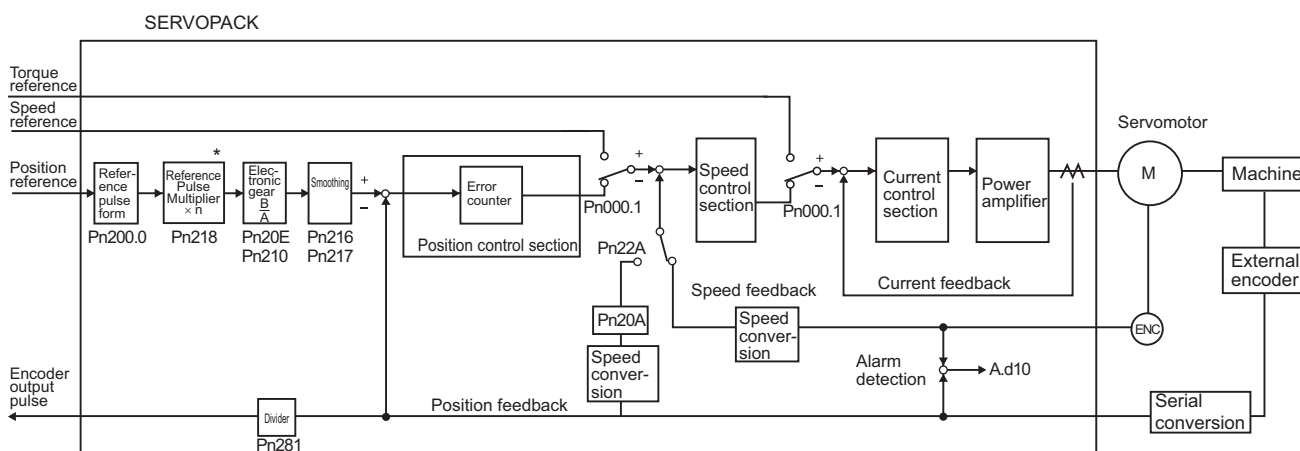 SERVOPACK
Torque
reference
Speed
reference
Position
reference
Refer-
ence
pulse
form
Pn200.0
*
Reference
Pulse
Multiplier
× n
Pn218
Elec-
tronic
gear
B
A
Pn20E
Pn210
Smoothing
Pn216
Pn217
+
−
Error
counter
Position control section
Pn000.1
+
−
Speed
control
section
Pn000.1
+
−
Current
control
section
Power
amplifier
Current feedback
Servomotor
M
Machine
External
encoder
ENC
Pn22A
Pn20A
Speed
conver-
sion
Speed feedback
Speed
conver-
sion
Alarm
detection
A.d10
Serial
conversion
Encoder
output
pulse
Divider
Pn281
Position feedback